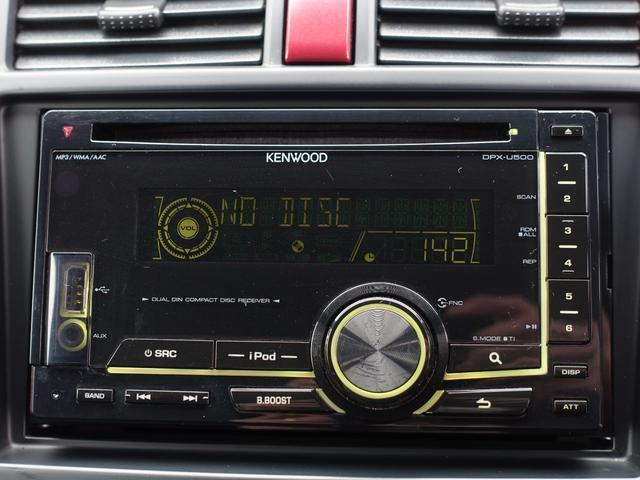 MP3/WMA/AAC
KENWOOD
DPX-U500
1
SCAN
2
NO DISC
VOL
RDM
■ALL
3
142
REP
4
DUAL DIN COMPACT DISC RECEIVER
FNC
5
AUX
6
S.MODE ■ TI
SRC
iPod
DISP
BAND
B.BOOST
ATT